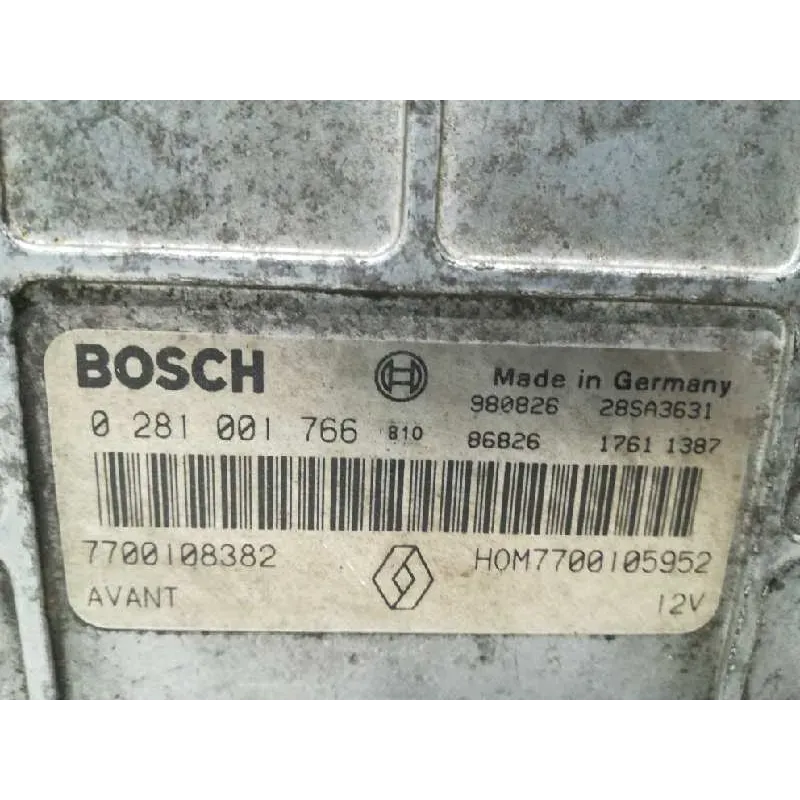 BOSCH
Made in Germany
980826 28SA3631
0 281 001 766 810 86826 1761 1387
7700108382 HOM7700105952
AVANT 12V